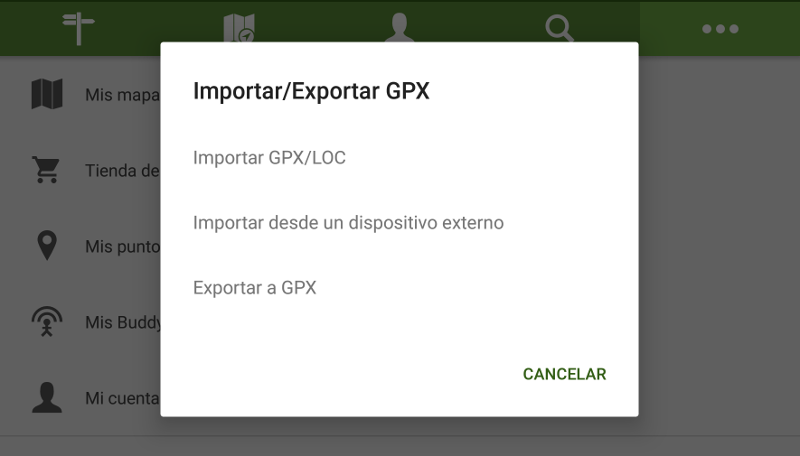 Importar/Exportar GPX
Importar GPX/LOC
Importar desde un dispositivo externo
Exportar a GPX
CANCELAR
Mis mapa
Tienda de
Mis punto
Mis Buddy
Mi cuenta